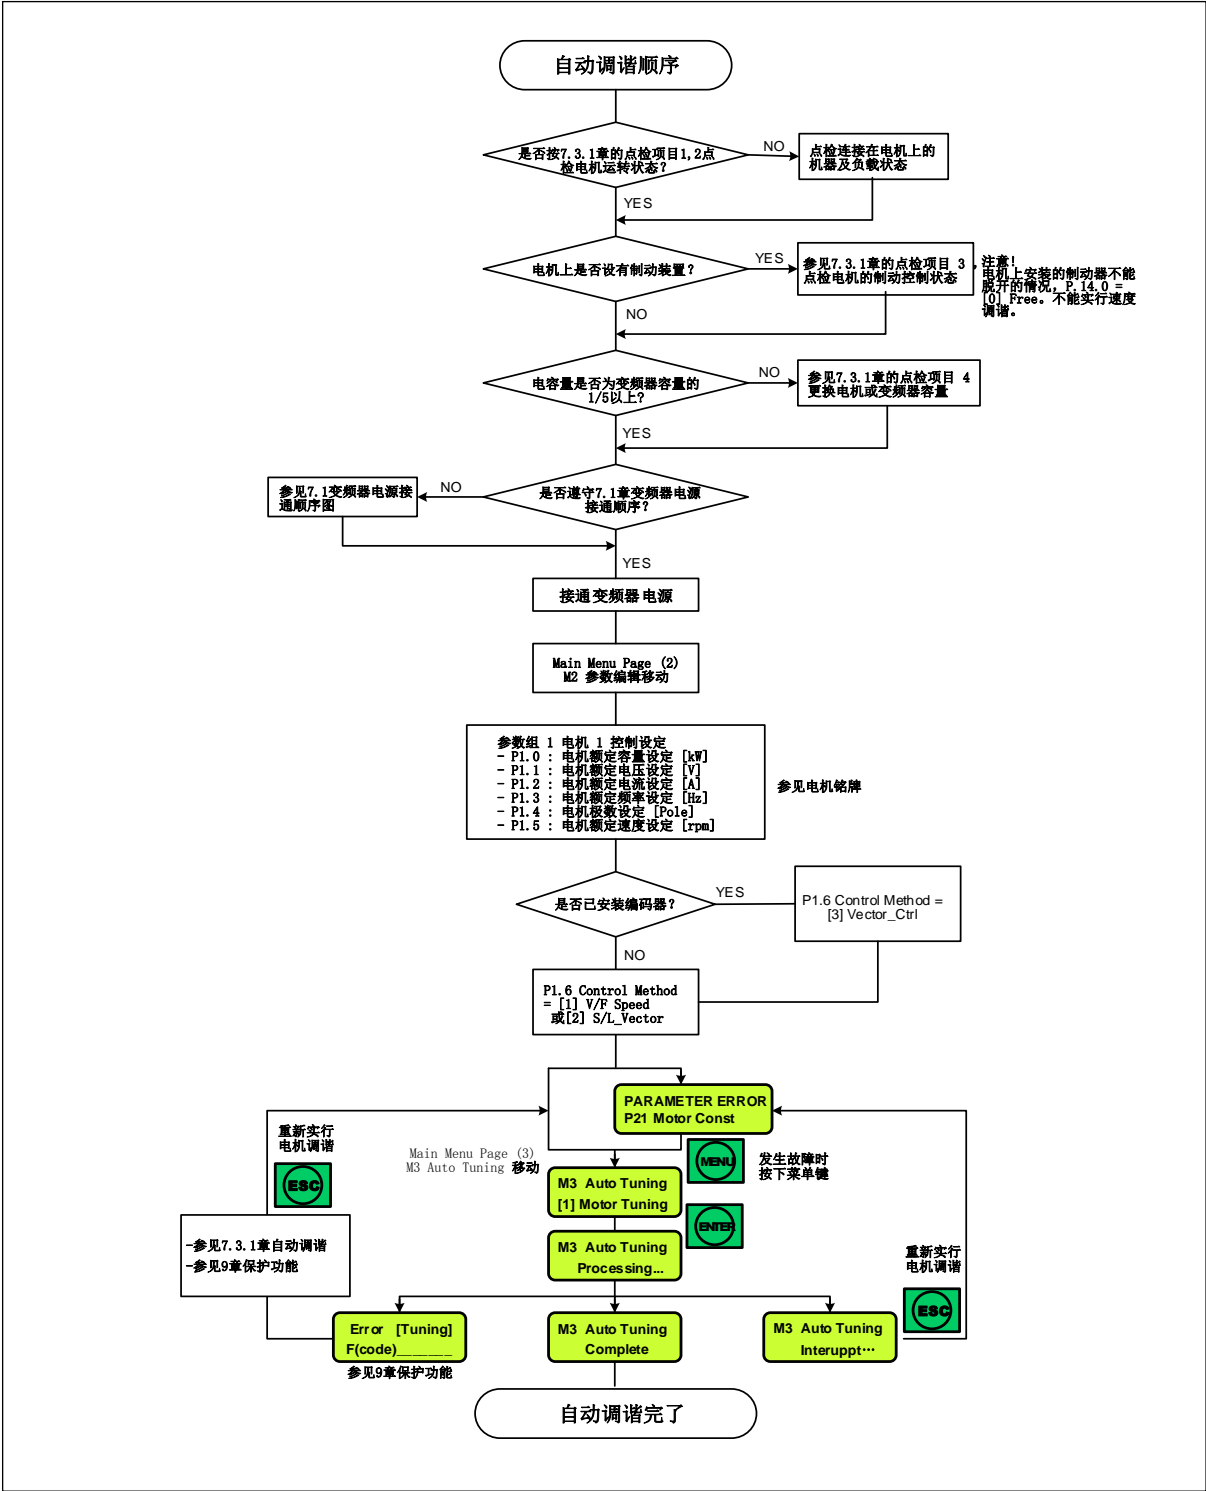 自动调谐顺序
是否按7.3.1章的点检项目1,2点
检电机运转状态?
NO
点检连接在电机上的
机器及负载状态
YES
电机上是否设有制动装置?
YES
参见7.3.1章的点检项目 3
点检电机的制动控制状态
注意!
电机上安装的制动器不能
脱开的情况, P.14.0 =
[0] Free。不能实行速度
调谐。
NO
电容量是否为变频器容量的
1/5以上?
NO
参见7.3.1章的点检项目 4
更换电机或变频器容量
YES
是否遵守7.1章变频器电源
接通顺序?
NO
参见7.1变频器电源接
通顺序图
YES
接通变频器电源
Main Menu Page (2)
M2 参数编辑移动
参数组 1 电机 1 控制设定
- P1.0 : 电机额定容量设定 [kW]
- P1.1 : 电机额定电压设定 [V]
- P1.2 : 电机额定电流设定 [A]
- P1.3 : 电机额定频率设定 [Hz]
- P1.4 : 电机极数设定 [Pole]
- P1.5 : 电机额定速度设定 [rpm]
参见电机铭牌
是否已安装编码器?
YES
P1.6 Control Method =
[3] Vector_Ctrl
NO
P1.6 Control Method
= [1] V/F Speed
或[2] S/L_Vector
PARAMETER ERROR
P21 Motor Const
重新实行
电机调谐
ESC
Main Menu Page (3)
M3 Auto Tuning 移动
MENU
发生故障时
按下菜单键
M3 Auto Tuning
[1] Motor Tuning
ENTER
-参见7.3.1章自动调谐
-参见9章保护功能
M3 Auto Tuning
Processing...
重新实行
电机调谐
ESC
Error [Tuning]
F(code)_______
参见9章保护功能
M3 Auto Tuning
Complete
M3 Auto Tuning
Interuppt…
自动调谐完了